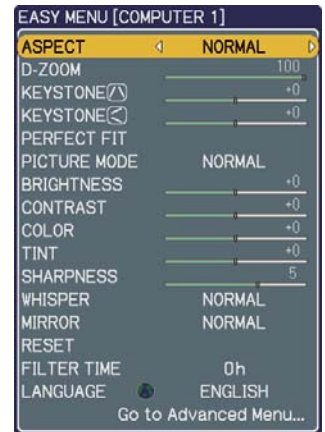 EASY MENU [COMPUTER 1]
ASPECT NORMAL
D-ZOOM 100
KEYSTONE +0
KEYSTONE +0
PERFECT FIT
PICTURE MODE NORMAL
BRIGHTNESS +0
CONTRAST +0
COLOR +0
TINT +0
SHARPNESS 5
WHISPER NORMAL
MIRROR NORMAL
RESET
FILTER TIME 0h
LANGUAGE ENGLISH
Go to Advanced Menu...